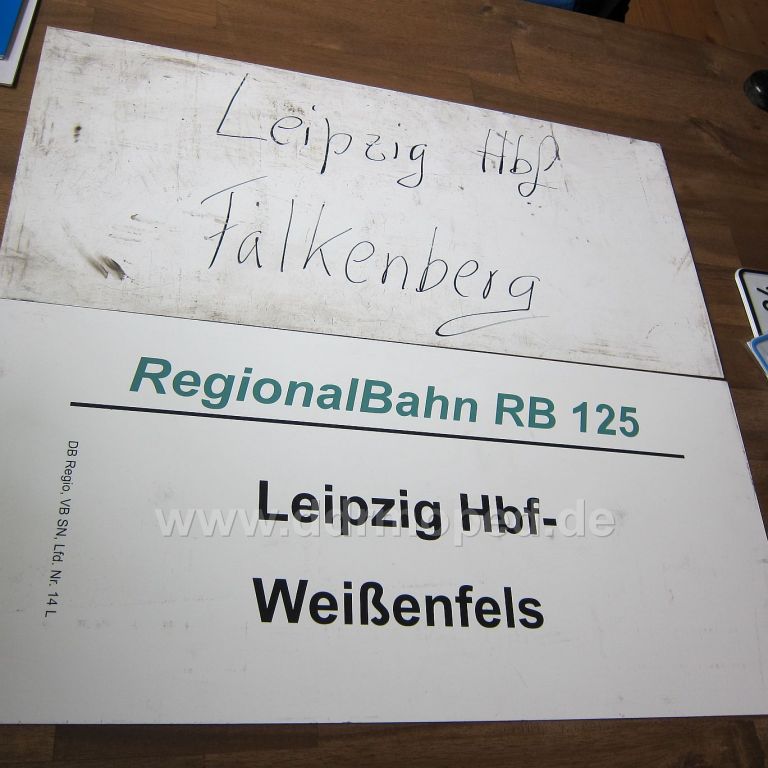 Leipzig Hbf
Falkenberg
RegionalBahn RB 125
Leipzig Hbf-
Weißenfels
DB Regio, VB SN, Lfd. Nr. 14 L